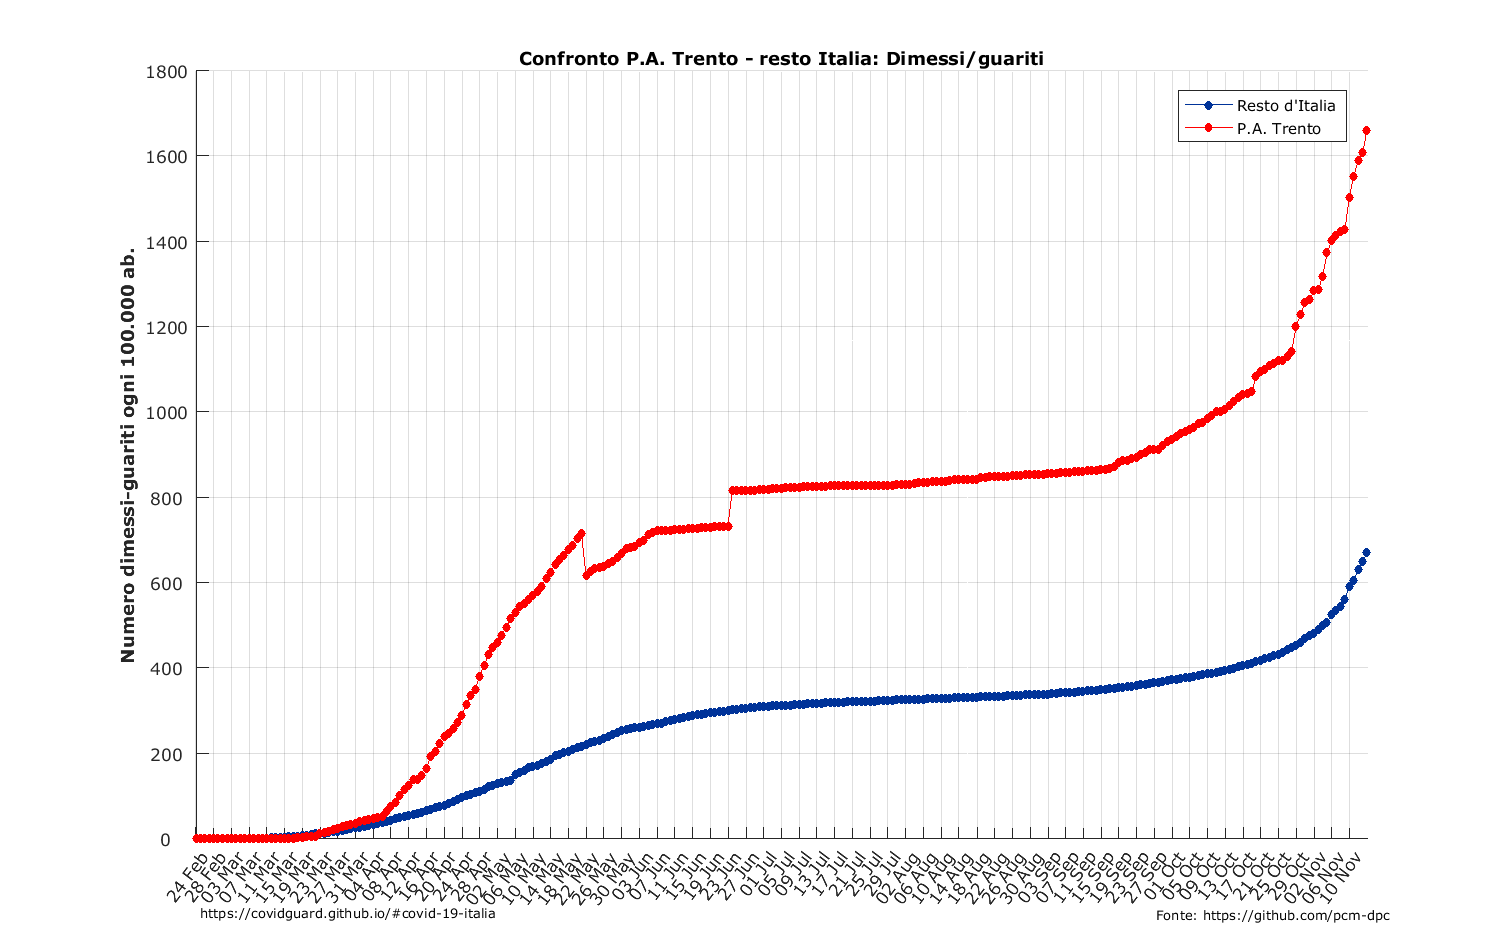 Confronto P.A. Trento - resto Italia: Dimessi/guariti
Numero dimessi-guariti ogni 100.000 ab.
1800
1600
1400
1200
1000
800
600
400
200
0
Resto d'Italia
P.A. Trento
24 Feb
28 Feb
03 Mar
07 Mar
11 Mar
15 Mar
19 Mar
23 Mar
27 Mar
31 Mar
04 Apr
08 Apr
12 Apr
16 Apr
20 Apr
24 Apr
28 Apr
02 May
06 May
10 May
14 May
18 May
22 May
26 May
30 May
03 Jun
07 Jun
11 Jun
15 Jun
19 Jun
23 Jun
27 Jun
01 Jul
05 Jul
09 Jul
13 Jul
17 Jul
21 Jul
25 Jul
29 Jul
02 Aug
06 Aug
10 Aug
14 Aug
18 Aug
22 Aug
26 Aug
30 Aug
03 Sep
07 Sep
11 Sep
15 Sep
19 Sep
23 Sep
27 Sep
01 Oct
05 Oct
09 Oct
13 Oct
17 Oct
21 Oct
25 Oct
29 Oct
02 Nov
06 Nov
10 Nov
https://covidguard.github.io/#covid-19-italia
Fonte: https://github.com/pcm-dpc